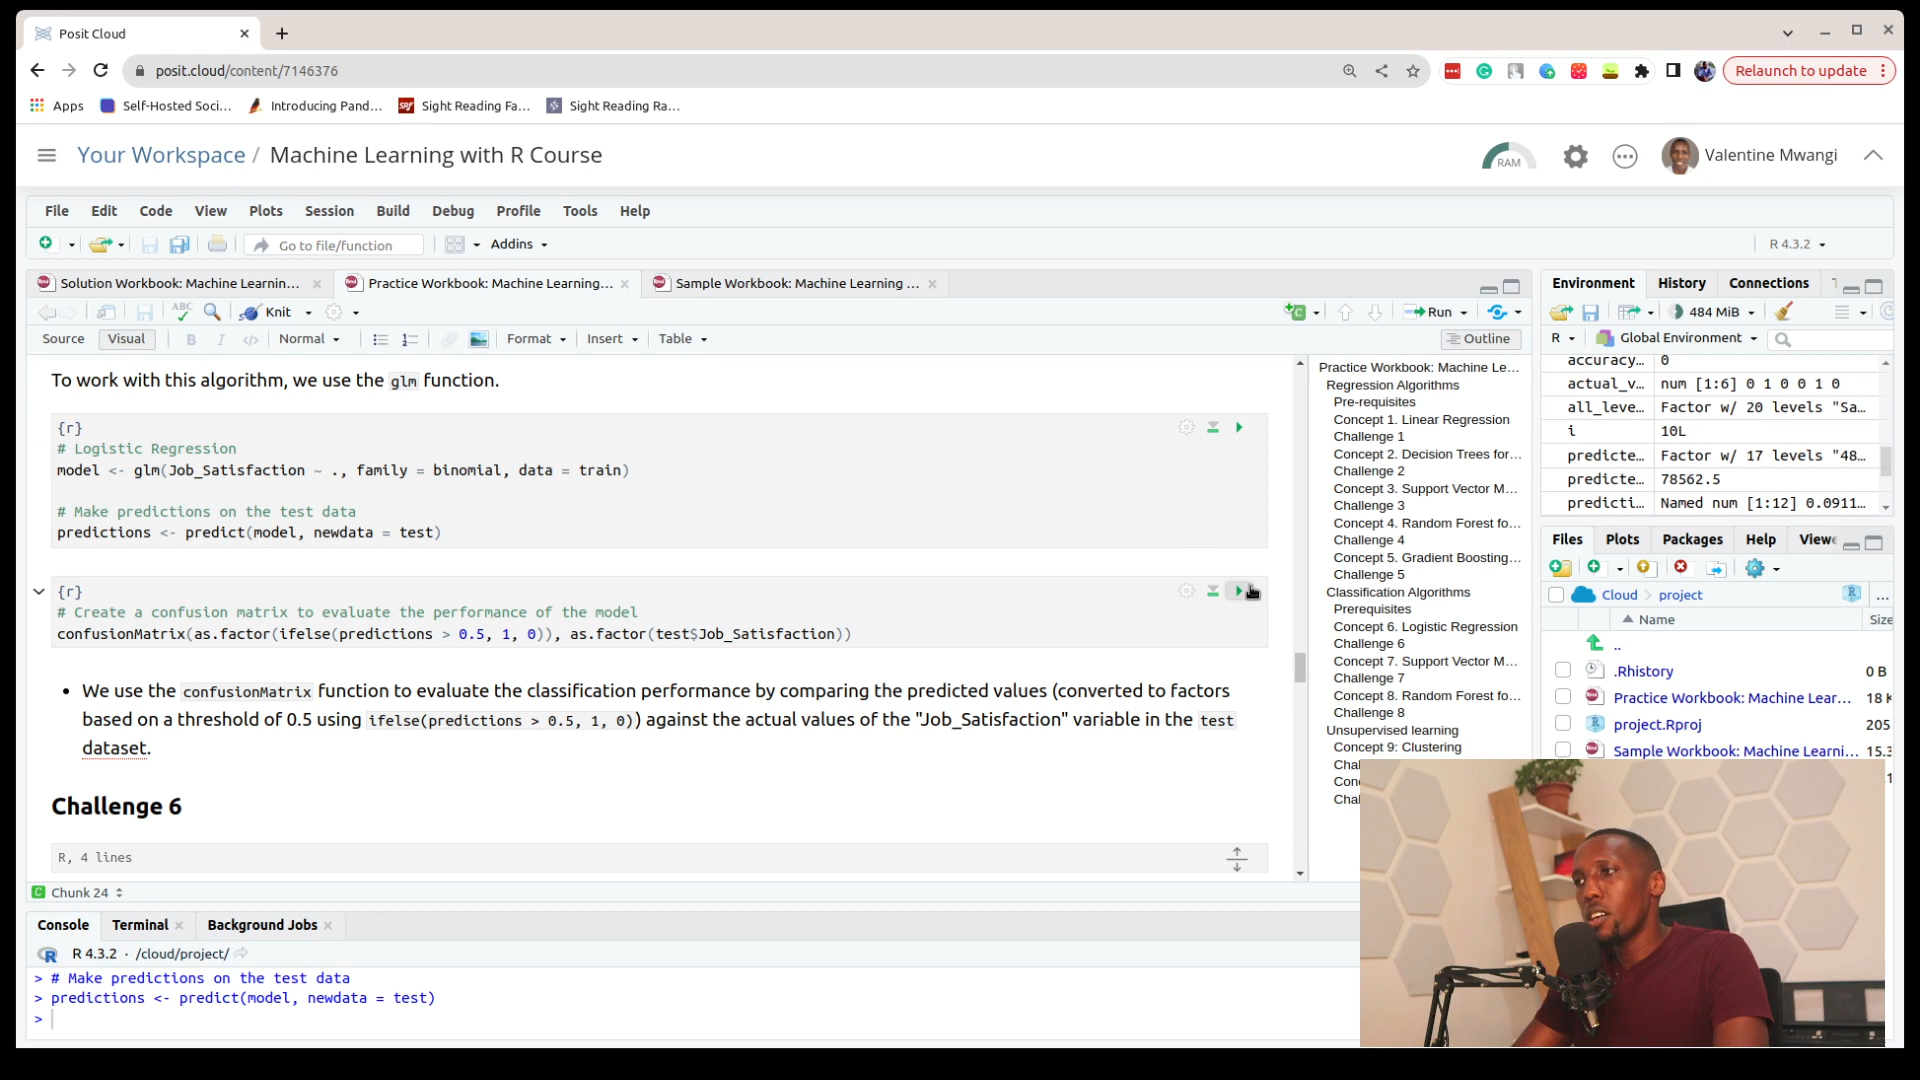 Posit Cloud
posit.cloud/content/7146376
Relaunch to update
Apps
Self-Hosted Soci...
Introducing Pand...
Sight Reading Fa...
Sight Reading Ra...
Your Workspace / Machine Learning with R Course
RAM
Valentine Mwangi
File Edit Code View Plots Session Build Debug Profile Tools Help
Go to file/function
Addins
R 4.3.2
Solution Workbook: Machine Learnin...
Practice Workbook: Machine Learning...
Sample Workbook: Machine Learning ...
ABC
Knit
Run
Source Visual B I </> Normal Format Insert Table Outline
To work with this algorithm, we use the glm function.
{r}
# Logistic Regression
model <- glm(Job_Satisfaction ~ ., family = binomial, data = train)
# Make predictions on the test data
predictions <- predict(model, newdata = test)
{r}
# Create a confusion matrix to evaluate the performance of the model
confusionMatrix(as.factor(ifelse(predictions > 0.5, 1, 0)), as.factor(test$Job_Satisfaction))
• We use the confusionMatrix function to evaluate the classification performance by comparing the predicted values (converted to factors
based on a threshold of 0.5 using ifelse(predictions > 0.5, 1, 0)) against the actual values of the "Job_Satisfaction" variable in the test
dataset.
Challenge 6
R, 4 lines
Chunk 24
Practice Workbook: Machine Le...
Regression Algorithms
Pre-requisites
Concept 1. Linear Regression
Challenge 1
Concept 2. Decision Trees for...
Challenge 2
Concept 3. Support Vector M...
Challenge 3
Concept 4. Random Forest fo...
Challenge 4
Concept 5. Gradient Boosting...
Challenge 5
Classification Algorithms
Prerequisites
Concept 6. Logistic Regression
Challenge 6
Concept 7. Support Vector M...
Challenge 7
Concept 8. Random Forest fo...
Challenge 8
Unsupervised learning
Concept 9: Clustering
Cha
Con
Cha
Console Terminal Background Jobs
R 4.3.2 · /cloud/project/
> # Make predictions on the test data
> predictions <- predict(model, newdata = test)
>
Environment History Connections
484 MiB
R Global Environment
accuracy... 0
actual_v... num [1:6] 0 1 0 0 1 0
all_leve... Factor w/ 20 levels "Sa...
i 10L
predicte... Factor w/ 17 levels "48...
predicte... 78562.5
predicti... Named num [1:12] 0.0911...
Files Plots Packages Help Viewe
Cloud project ...
Name Size
..
.Rhistory 0 B
Practice Workbook: Machine Lear... 18 K
project.Rproj 205
Sample Workbook: Machine Learni... 15.3